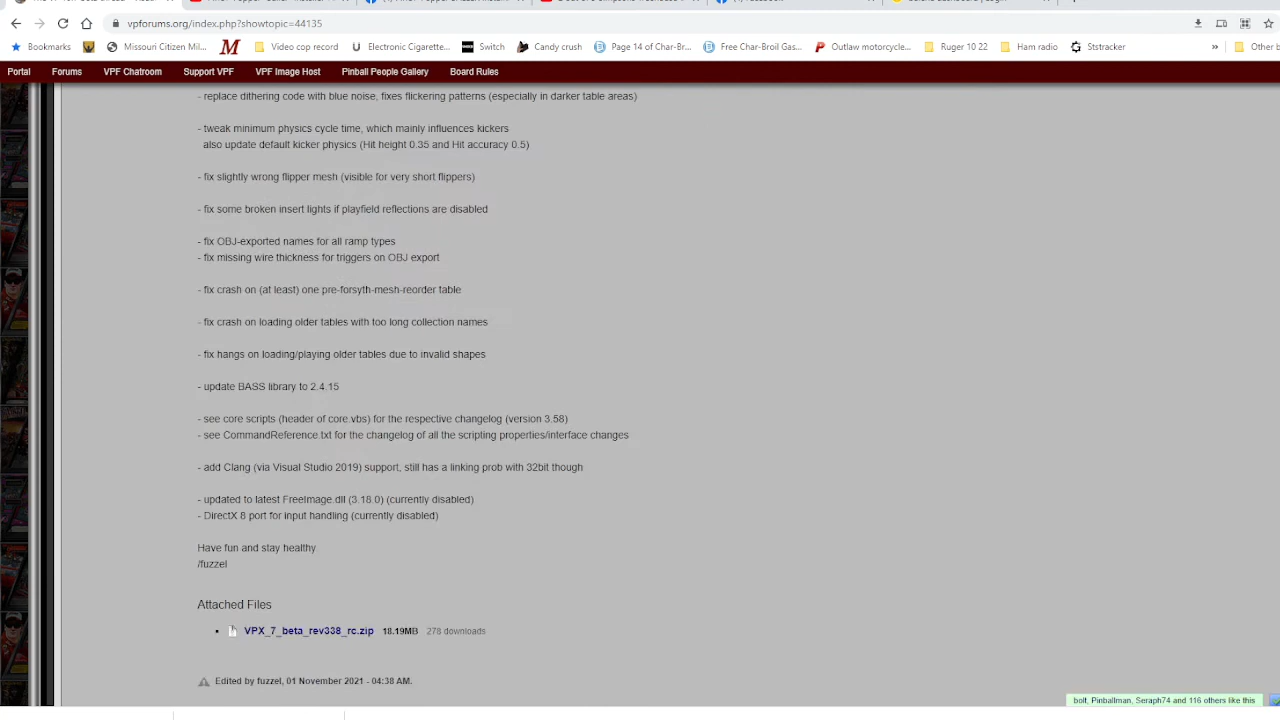 vpforums.org/index.php?showtopic=44135
Bookmarks Missouri Citizen Mil... M Video cop record Electronic Cigarette... Switch Candy crush Page 14 of Char-Br... Free Char-Broil Gas... Outlaw motorcycle... Ruger 10 22 Ham radio Ststracker » Other b
Portal Forums VPF Chatroom Support VPF VPF Image Host Pinball People Gallery Board Rules
- replace dithering code with blue noise, fixes flickering patterns (especially in darker table areas)
- tweak minimum physics cycle time, which mainly influences kickers
also update default kicker physics (Hit height 0.35 and Hit accuracy 0.5)
- fix slightly wrong flipper mesh (visible for very short flippers)
- fix some broken insert lights if playfield reflections are disabled
- fix OBJ-exported names for all ramp types
- fix missing wire thickness for triggers on OBJ export
- fix crash on (at least) one pre-forsyth-mesh-reorder table
- fix crash on loading older tables with too long collection names
- fix hangs on loading/playing older tables due to invalid shapes
- update BASS library to 2.4.15
- see core scripts (header of core.vbs) for the respective changelog (version 3.58)
- see CommandReference.txt for the changelog of all the scripting properties/interface changes
- add Clang (via Visual Studio 2019) support, still has a linking prob with 32bit though
- updated to latest FreeImage.dll (3.18.0) (currently disabled)
- DirectX 8 port for input handling (currently disabled)
Have fun and stay healthy
/fuzzel
Attached Files
VPX_7_beta_rev338_rc.zip 18.19MB 278 downloads
Edited by fuzzel, 01 November 2021 - 04:38 AM.
bolt, Pinballman, Seraph74 and 116 others like this